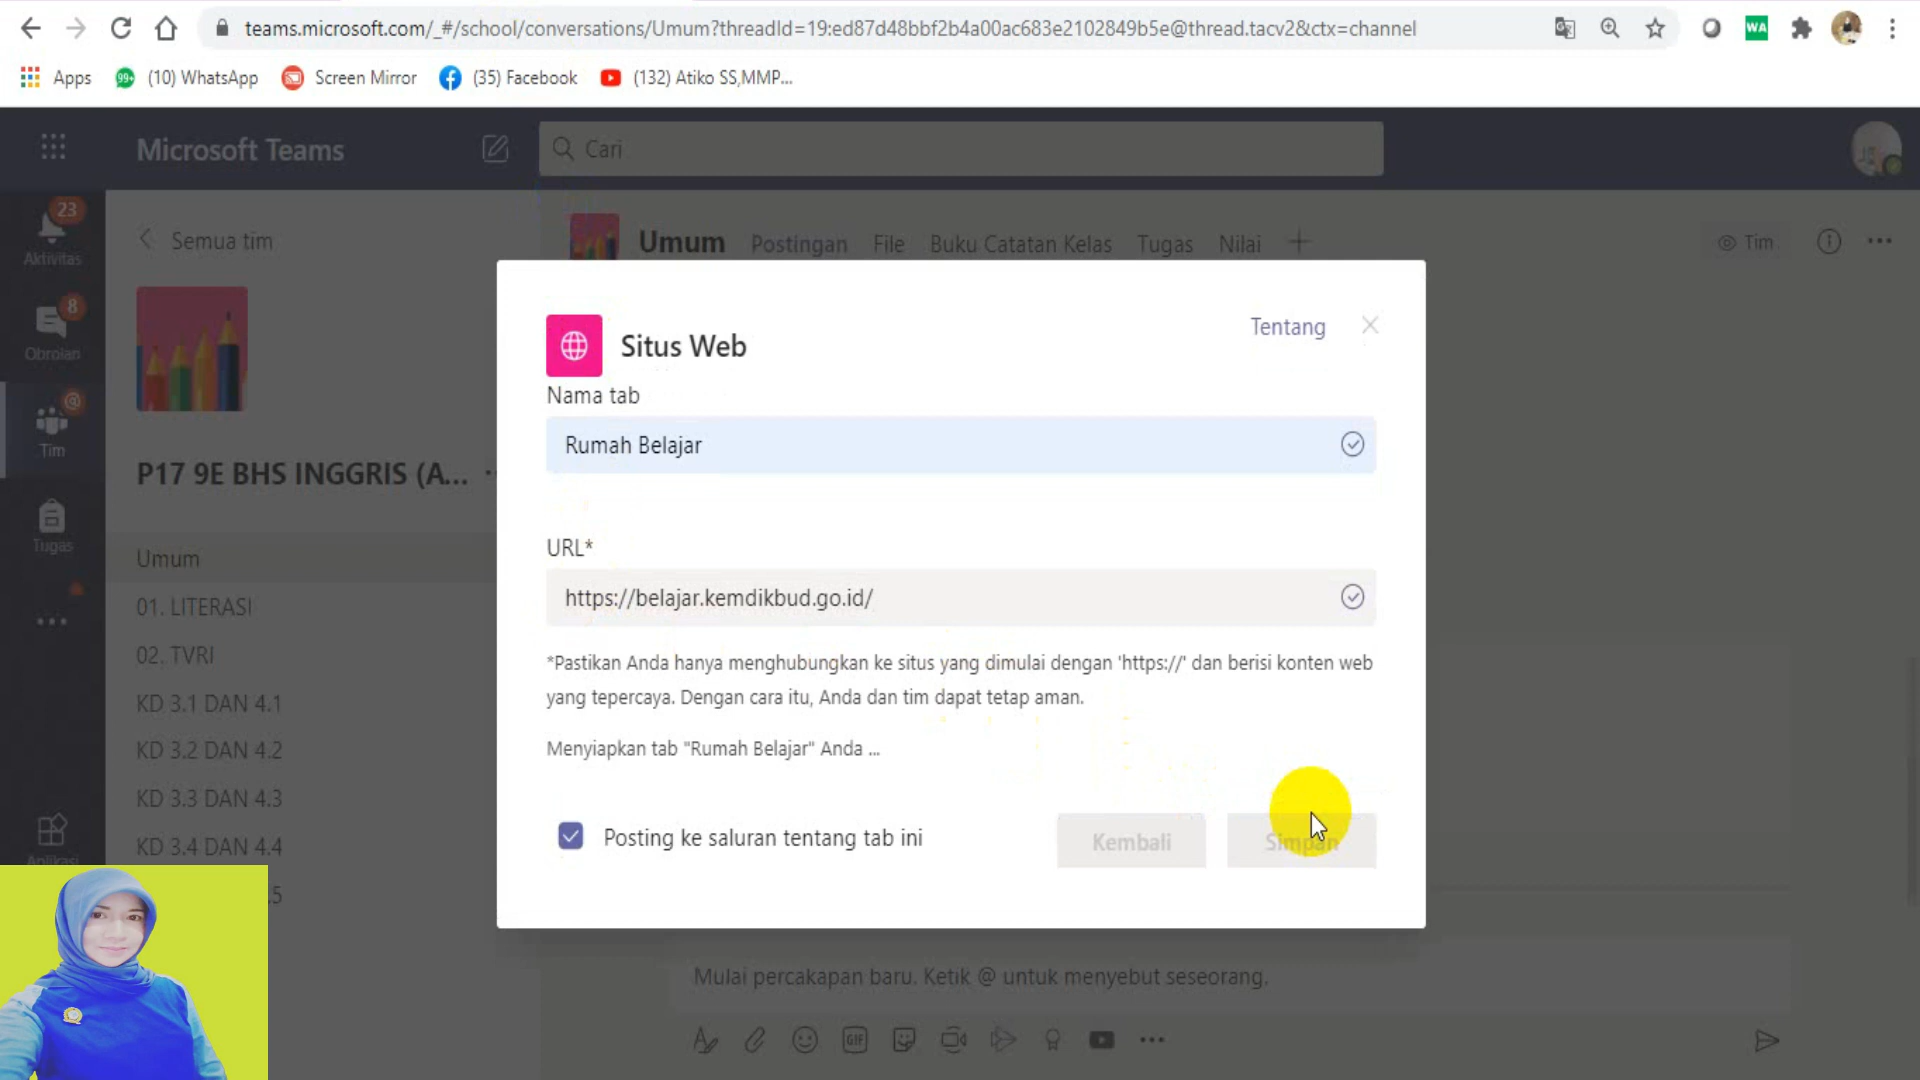 teams.microsoft.com/_#/school/conversations/Umum?threadId=19:ed87d48bbf2b4a00ac683e2102849b5e@thread.tacv2&ctx=channel
WA
Apps
99+
(10) WhatsApp
Screen Mirror
(35) Facebook
(132) Atiko SS,MMP...
Microsoft Teams
Cari
23
Aktivitas
8
Obrolan
@
Tim
Tugas
Aplikasi
Semua tim
P17 9E BHS INGGRIS (A... ··
Umum
01. LITERASI
02. TVRI
KD 3.1 DAN 4.1
KD 3.2 DAN 4.2
KD 3.3 DAN 4.3
KD 3.4 DAN 4.4
.5
Umum
Postingan
File
Buku Catatan Kelas
Tugas
Nilai
Tim
Situs Web
Tentang
Nama tab
Rumah Belajar
URL*
https://belajar.kemdikbud.go.id/
*Pastikan Anda hanya menghubungkan ke situs yang dimulai dengan 'https://' dan berisi konten web
yang tepercaya. Dengan cara itu, Anda dan tim dapat tetap aman.
Menyiapkan tab "Rumah Belajar" Anda ...
Posting ke saluran tentang tab ini
Kembali
Simpan
Mulai percakapan baru. Ketik @ untuk menyebut seseorang.
GIF